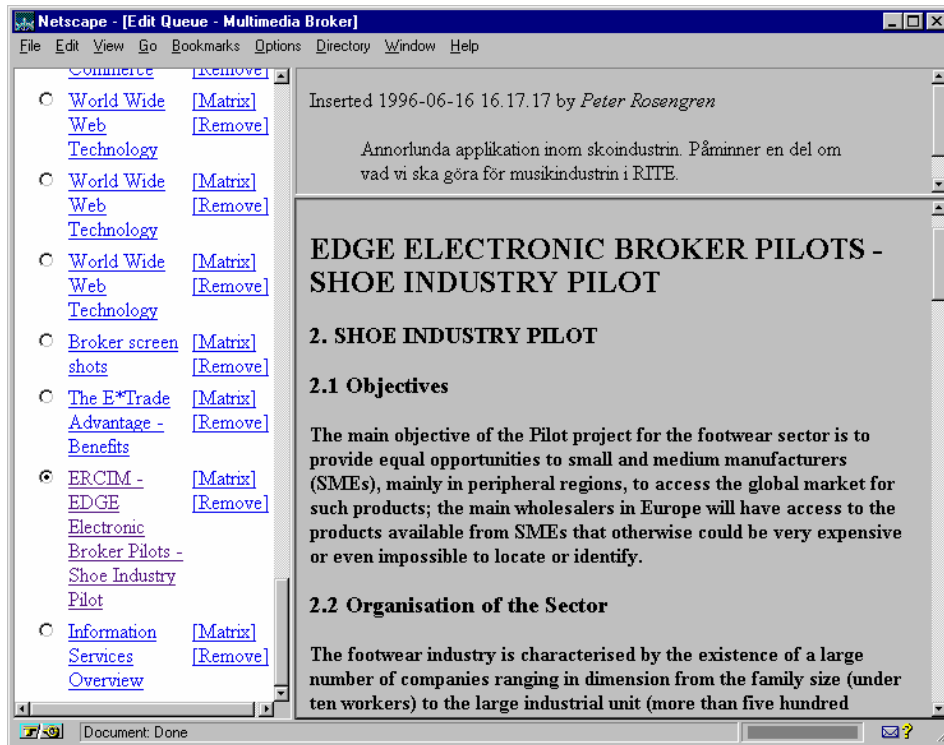 Netscape - [Edit Queue - Multimedia Broker]
File Edit View Go Bookmarks Options Directory Window Help
Commerce [Remove]
World Wide [Matrix]
Web [Remove]
Technology
World Wide [Matrix]
Web [Remove]
Technology
World Wide [Matrix]
Web [Remove]
Technology
Broker screen [Matrix]
shots [Remove]
The E*Trade [Matrix]
Advantage - [Remove]
Benefits
ERCIM - [Matrix]
EDGE [Remove]
Electronic
Broker Pilots -
Shoe Industry
Pilot
Information [Matrix]
Services [Remove]
Overview
Inserted 1996-06-16 16.17.17 by Peter Rosengren
Annorlunda applikation inom skoindustrin. Påminner en del om
vad vi ska göra för musikindustrin i RITE.
EDGE ELECTRONIC BROKER PILOTS -
SHOE INDUSTRY PILOT
2. SHOE INDUSTRY PILOT
2.1 Objectives
The main objective of the Pilot project for the footwear sector is to
provide equal opportunities to small and medium manufacturers
(SMEs), mainly in peripheral regions, to access the global market for
such products; the main wholesalers in Europe will have access to the
products available from SMEs that otherwise could be very expensive
or even impossible to locate or identify.
2.2 Organisation of the Sector
The footwear industry is characterised by the existence of a large
number of companies ranging in dimension from the family size (under
ten workers) to the large industrial unit (more than five hundred
Document: Done